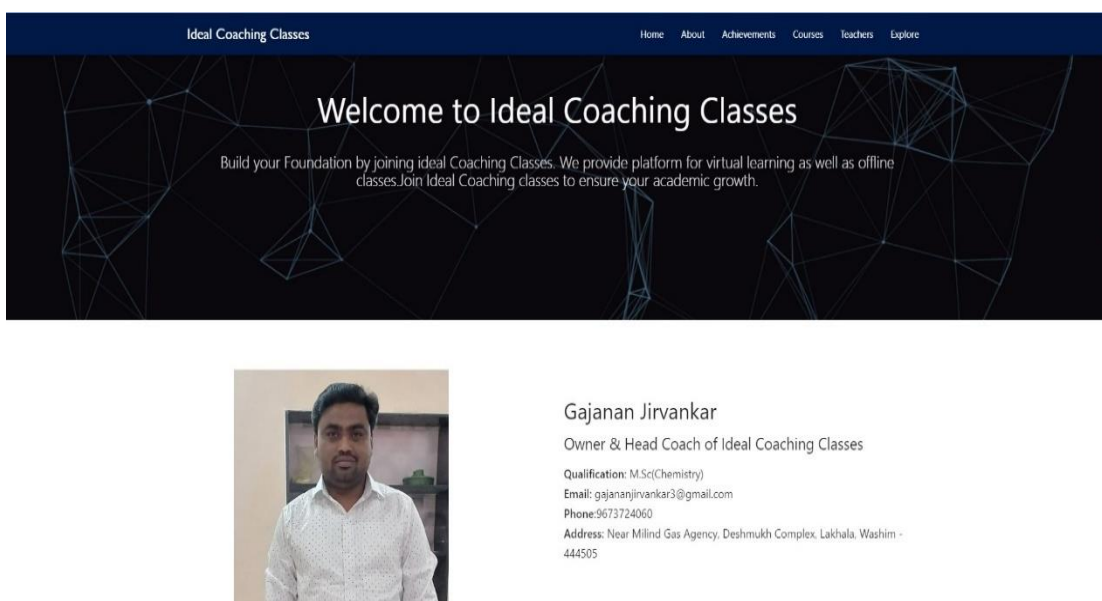 Ideal Coaching Classes
Home About Achievements Courses Teachers Explore
Welcome to Ideal Coaching Classes
Build your Foundation by joining ideal Coaching Classes. We provide platform for virtual learning as well as offline
classes.Join Ideal Coaching classes to ensure your academic growth.
Gajanan Jirvankar
Owner & Head Coach of Ideal Coaching Classes
Qualification: M.Sc(Chemistry)
Email: gajananjirvankar3@gmail.com
Phone:9673724060
Address: Near Milind Gas Agency, Deshmukh Complex, Lakhala, Washim -
444505